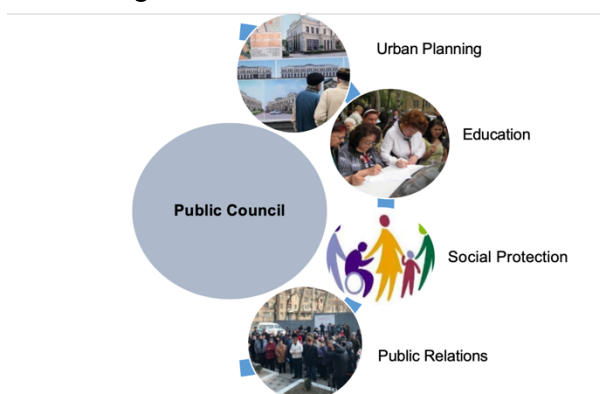 Urban Planning
Education
Public Council
Social Protection
Public Relations